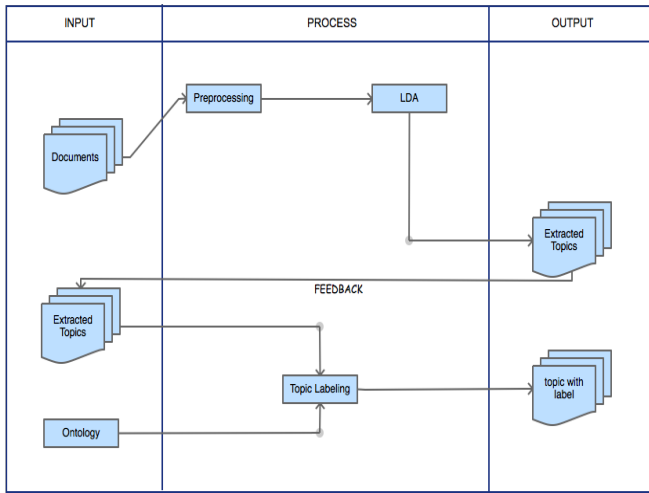 INPUT
PROCESS
OUTPUT
Preprocessing
LDA
Documents
Extracted
Topics
FEEDBACK
Extracted
Topics
Topic Labeling
topic with
label
Ontology